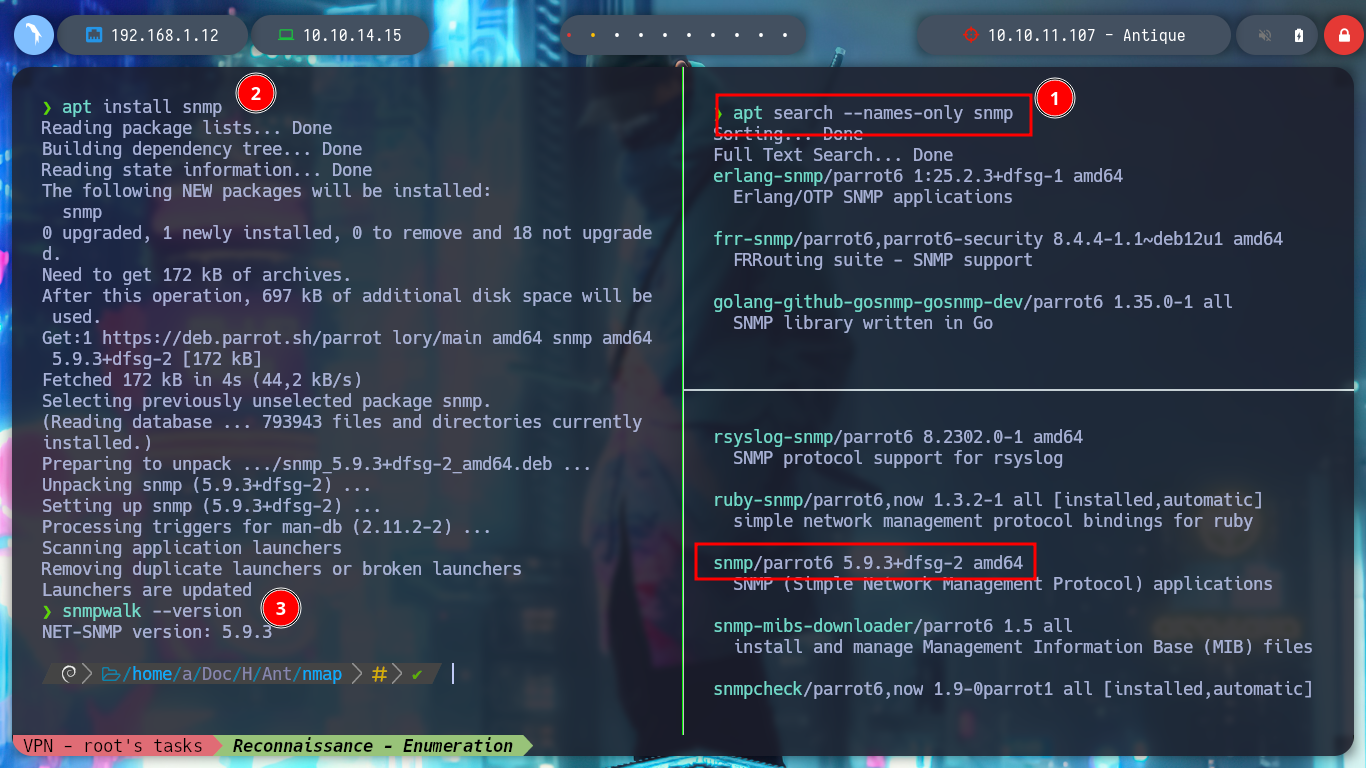 192.168.1.12
10.10.14.15
10.10.11.107 - Antique
❯ apt install snmp
2
Reading package lists... Done
Building dependency tree... Done
Reading state information... Done
The following NEW packages will be installed:
snmp
0 upgraded, 1 newly installed, 0 to remove and 18 not upgrade
d.
Need to get 172 kB of archives.
After this operation, 697 kB of additional disk space will be
used.
Get:1 https://deb.parrot.sh/parrot lory/main amd64 snmp amd64
5.9.3+dfsg-2 [172 kB]
Fetched 172 kB in 4s (44,2 kB/s)
Selecting previously unselected package snmp.
(Reading database ... 793943 files and directories currently
installed.)
Preparing to unpack .../snmp_5.9.3+dfsg-2_amd64.deb ...
Unpacking snmp (5.9.3+dfsg-2) ...
Setting up snmp (5.9.3+dfsg-2) ...
Processing triggers for man-db (2.11.2-2) ...
Scanning application launchers
Removing duplicate launchers or broken launchers
Launchers are updated
❯ snmpwalk --version
3
NET-SNMP version: 5.9.3
/home/a/Doc/H/Ant/nmap # ✔
❯ apt search --names-only snmp
1
Sorting... Done
Full Text Search... Done
erlang-snmp/parrot6 1:25.2.3+dfsg-1 amd64
Erlang/OTP SNMP applications
frr-snmp/parrot6,parrot6-security 8.4.4-1.1~deb12u1 amd64
FRRouting suite - SNMP support
golang-github-gosnmp-gosnmp-dev/parrot6 1.35.0-1 all
SNMP library written in Go
rsyslog-snmp/parrot6 8.2302.0-1 amd64
SNMP protocol support for rsyslog
ruby-snmp/parrot6,now 1.3.2-1 all [installed,automatic]
simple network management protocol bindings for ruby
snmp/parrot6 5.9.3+dfsg-2 amd64
SNMP (Simple Network Management Protocol) applications
snmp-mibs-downloader/parrot6 1.5 all
install and manage Management Information Base (MIB) files
snmpcheck/parrot6,now 1.9-0parrot1 all [installed,automatic]
VPN - root's tasks
Reconnaissance - Enumeration